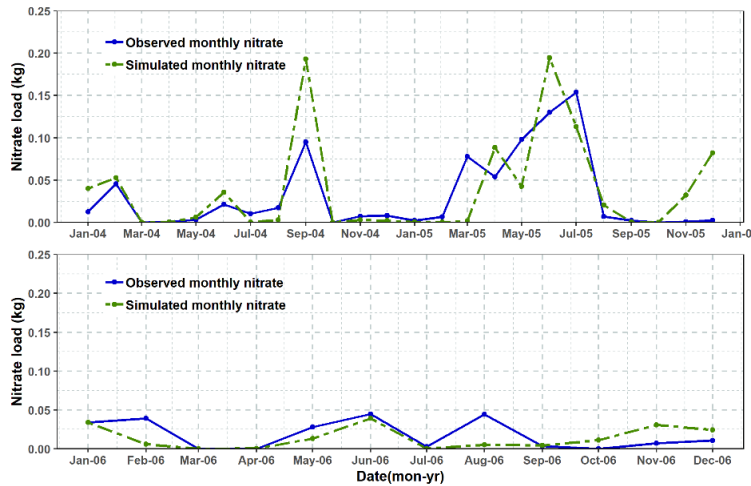 0.25
Observed monthly nitrate
0.20
Simulated monthly nitrate
0.15
Nitrate load (kg)
0.10
0.05
0.00
Jan-04 Mar-04 May-04 Jul-04 Sep-04 Nov-04 Jan-05 Mar-05 May-05 Jul-05 Sep-05 Nov-05 Jan-0
0.25
Observed monthly nitrate
0.20
Simulated monthly nitrate
0.15
Nitrate load (kg)
0.10
0.05
0.00
Jan-06 Feb-06 Mar-06 Apr-06 May-06 Jun-06 Jul-06 Aug-06 Sep-06 Oct-06 Nov-06 Dec-06
Date(mon-yr)